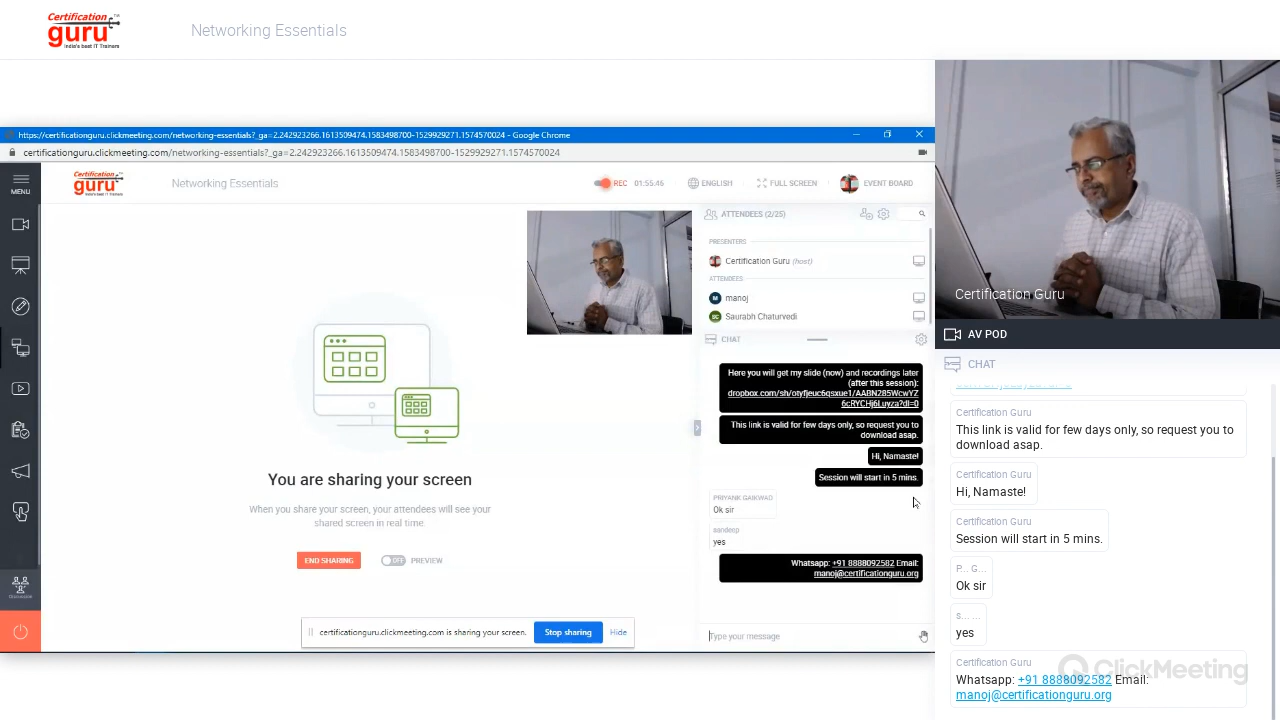 Certification
guru™
India's best IT Trainers
Networking Essentials
https://certificationguru.clickmeeting.com/networking-essentials?_ga=2.242923266.1613509474.1583498700-1529929271.1574570024 - Google Chrome
certificationguru.clickmeeting.com/networking-essentials?_ga=2.242923266.1613509474.1583498700-1529929271.1574570024
MENU
Certification
guru
Networking Essentials
REC 01:55:46
ENGLISH
FULL SCREEN
EVENT BOARD
ATTENDEES (2/25)
PRESENTERS
Certification Guru (host)
ATTENDEES
M manoj
SC Saurabh Chaturvedi
CHAT
Here you will get my slide (now) and recordings later
(after this session):
This link is valid for few days only, so request you to
download asap.
Hi, Namaste!
Session will start in 5 mins.
PRIYANK GAIKWAD
Ok sir
sandeep
yes
Whatsapp: +91 8888092582 Email:
manoj@certificationguru.org
Type your message
You are sharing your screen
When you share your screen, your attendees will see your
shared screen in real time.
END SHARING
OFF PREVIEW
certificationguru.clickmeeting.com is sharing your screen.
Stop sharing
Hide
Certification Guru
AV POD
CHAT
Certification Guru
This link is valid for few days only, so request you to
download asap.
Certification Guru
Hi, Namaste!
Certification Guru
Session will start in 5 mins.
P... G...
Ok sir
s... ...
yes
Certification Guru
Whatsapp: +91 8888092582 Email:
manoj@certificationguru.org
ClickMeeting